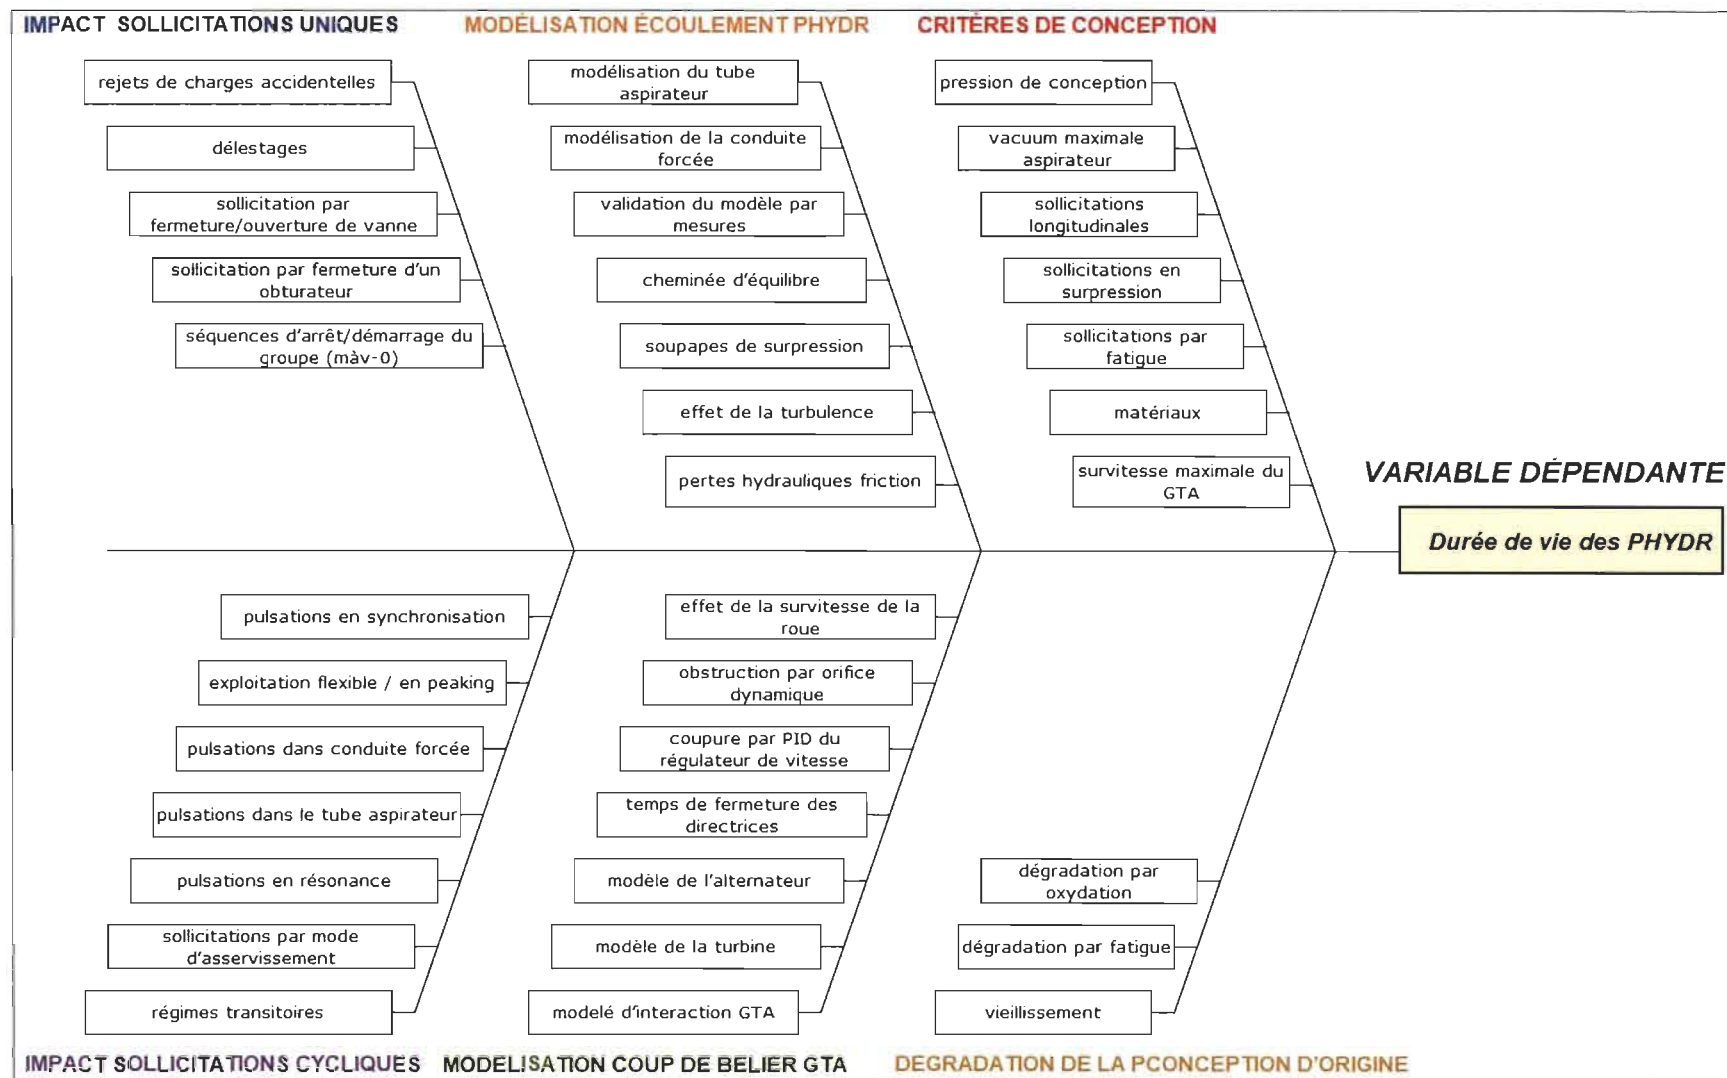 IMPACT SOLLICITATIONS UNIQUES
rejets de charges accidentelles
délestages
sollicitation par
fermeture/ouverture de vanne
sollicitation par fermeture d'un
obturateur
séquences d'arrêt/démarrage du
groupe (màv-0)
MODÉLISATION ÉCOULEMENT PHYDR
modélisation du tube
aspirateur
modélisation de la conduite
forcée
validation du modèle par
mesures
cheminée d'équilibre
soupapes de surpression
effet de la turbulence
pertes hydrauliques friction
CRITÈRES DE CONCEPTION
pression de conception
vacuum maximale
aspirateur
sollicitations
longitudinales
sollicitations en
surpression
sollicitations par
fatigue
matériaux
survitesse maximale du
GTA
VARIABLE DÉPENDANTE
Durée de vie des PHYDR
pulsations en synchronisation
exploitation flexible / en peaking
pulsations dans conduite forcée
pulsations dans le tube aspirateur
pulsations en résonance
sollicitations par mode
d'asservissement
régimes transitoires
IMPACT SOLLICITATIONS CYCLIQUES
effet de la survitesse de la
roue
obstruction par orifice
dynamique
coupure par PID du
régulateur de vitesse
temps de fermeture des
directrices
modèle de l'alternateur
modèle de la turbine
modelé d'interaction GTA
MODELISATION COUP DE BELIER GTA
dégradation par
oxydation
dégradation par fatigue
vieillissement
DEGRADATION DE LA PCONCEPTION D'ORIGINE